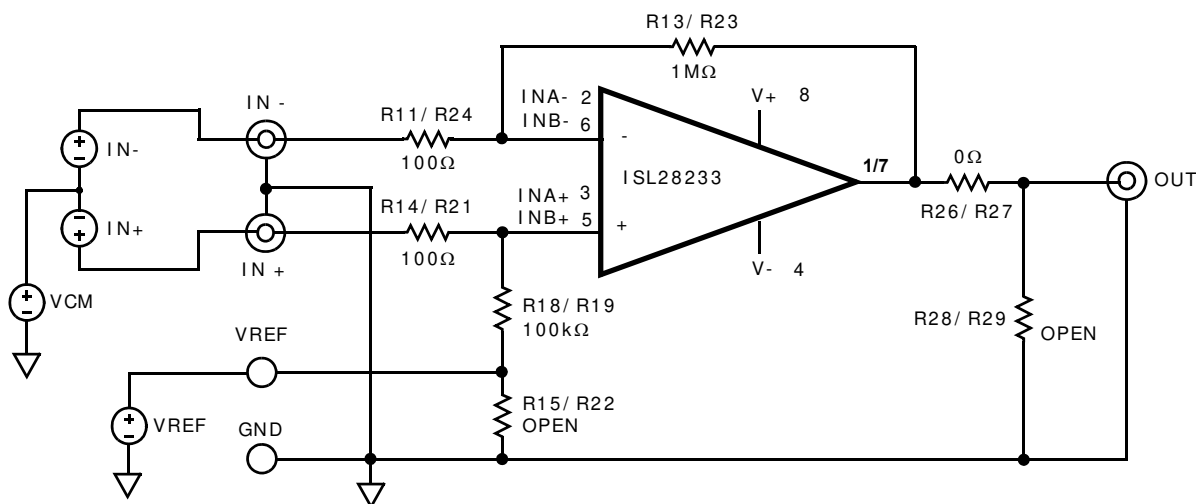 R13/ R23
1MΩ
IN -
R11/ R24
100Ω
INA- 2
INB- 6
-
V+ 8
IN-
ISL28233
1/7
0Ω
OUT
R26/ R27
INA+ 3
INB+ 5
+
R14/ R21
100Ω
IN+
IN +
V- 4
VCM
R18/ R19
100kΩ
R28/ R29
OPEN
VREF
VREF
R15/ R22
OPEN
GND